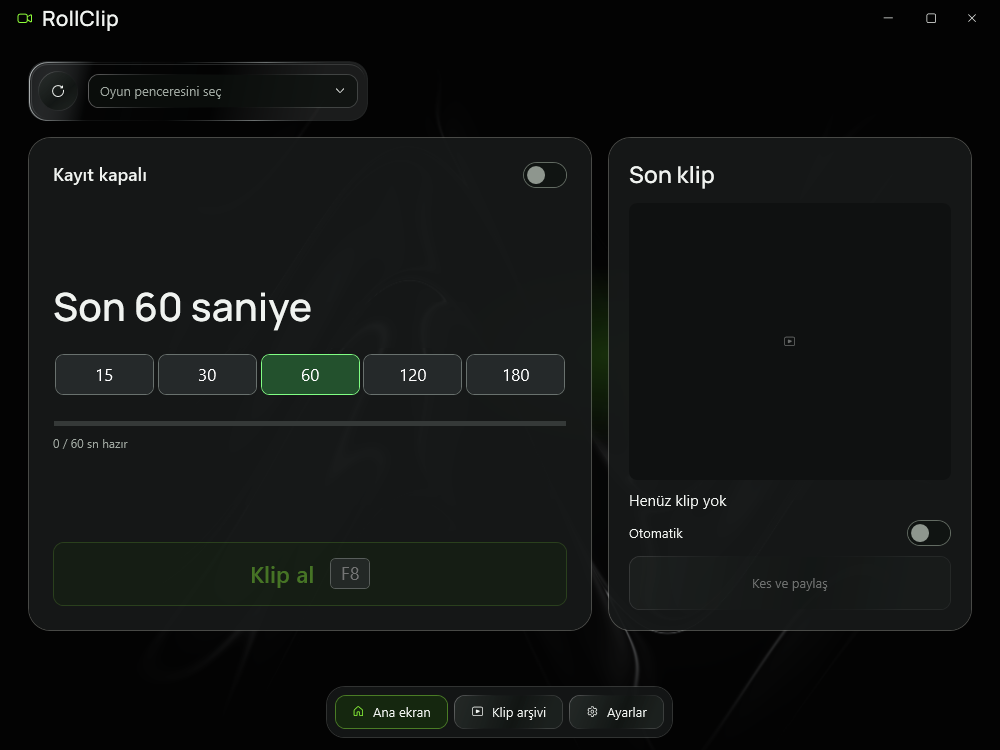 RollClip
Oyun penceresini seç
Kayıt kapalı
Son 60 saniye
15 30 60 120 180
0 / 60 sn hazır
Klip al F8
Son klip
Henüz klip yok
Otomatik
Kes ve paylaş
Ana ekran Klip arşivi Ayarlar